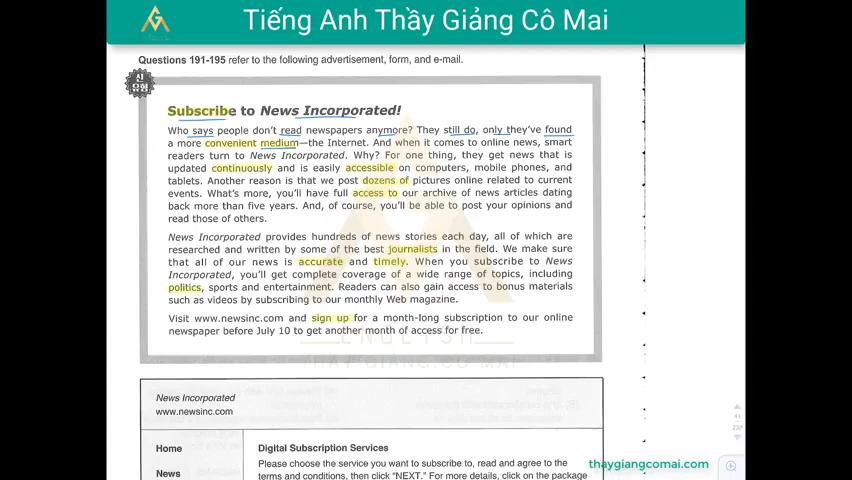 Tiếng Anh Thầy Giảng Cô Mai
Questions 191-195 refer to the following advertisement, form, and e-mail.
신
유형
Subscribe to News Incorporated!
Who says people don't read newspapers anymore? They still do, only they've found
a more convenient medium—the Internet. And when it comes to online news, smart
readers turn to News Incorporated. Why? For one thing, they get news that is
updated continuously and is easily accessible on computers, mobile phones, and
tablets. Another reason is that we post dozens of pictures online related to current
events. What's more, you'll have full access to our archive of news articles dating
back more than five years. And, of course, you'll be able to post your opinions and
read those of others.
News Incorporated provides hundreds of news stories each day, all of which are
researched and written by some of the best journalists in the field. We make sure
that all of our news is accurate and timely. When you subscribe to News
Incorporated, you'll get complete coverage of a wide range of topics, including
politics, sports and entertainment. Readers can also gain access to bonus materials
such as videos by subscribing to our monthly Web magazine.
Visit www.newsinc.com and sign up for a month-long subscription to our online
newspaper before July 10 to get another month of access for free.
ENGLISH
THAY GIANG.CO MAI
News Incorporated
www.newsinc.com
Home
Digital Subscription Services
News
Please choose the service you want to subscribe to, read and agree to the
terms and conditions, then click "NEXT." For more details, click on the package
thaygiangcomai.com